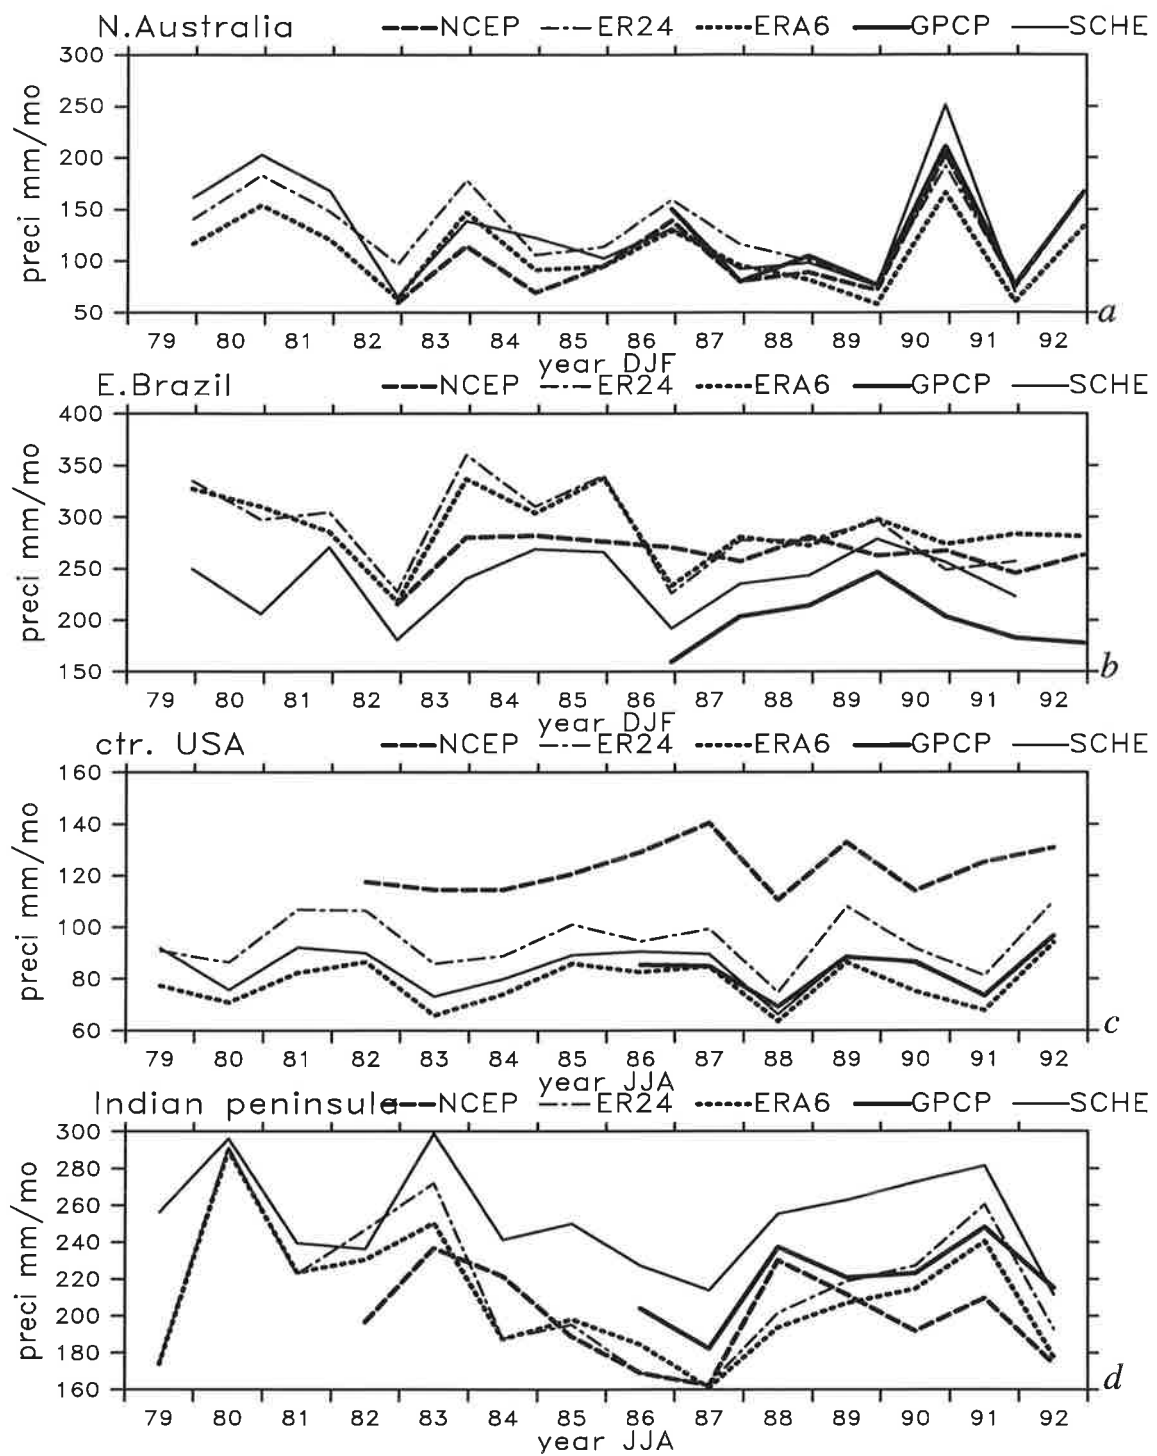 N.Australia NCEP ER24 ERA6 GPCP SCHE
300
250
200
150
100
50
preci mm/mo
a
79 80 81 82 83 84 85 86 87 88 89 90 91 92
year DJF
E.Brazil NCEP ER24 ERA6 GPCP SCHE
400
350
300
250
200
150
preci mm/mo
b
79 80 81 82 83 84 85 86 87 88 89 90 91 92
year DJF
ctr. USA NCEP ER24 ERA6 GPCP SCHE
160
140
120
100
80
60
preci mm/mo
c
79 80 81 82 83 84 85 86 87 88 89 90 91 92
year JJA
Indian peninsula NCEP ER24 ERA6 GPCP SCHE
300
280
260
240
220
200
180
160
preci mm/mo
d
79 80 81 82 83 84 85 86 87 88 89 90 91 92
year JJA